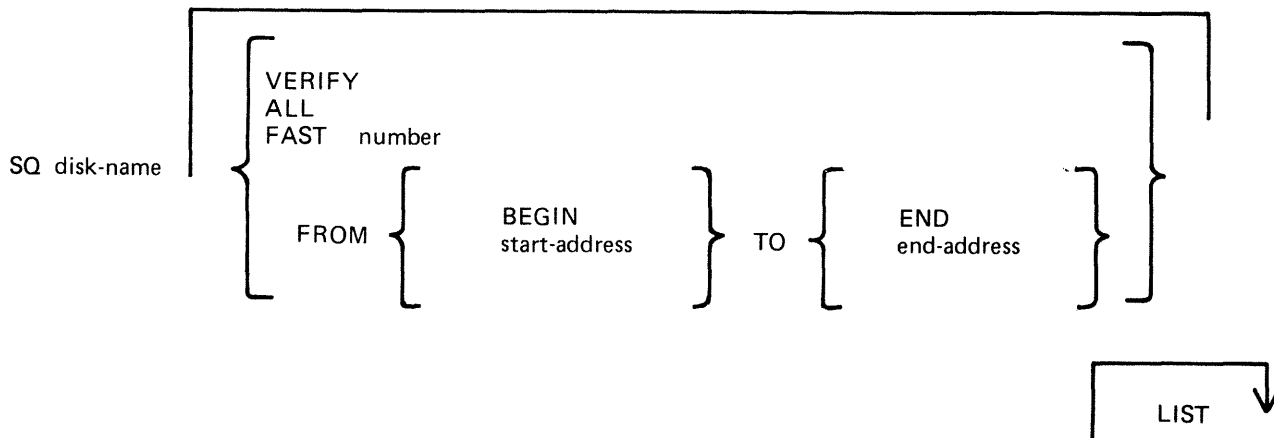 VERIFY
ALL
FAST number
SQ disk-name
FROM BEGIN TO END
start-address end-address
LIST